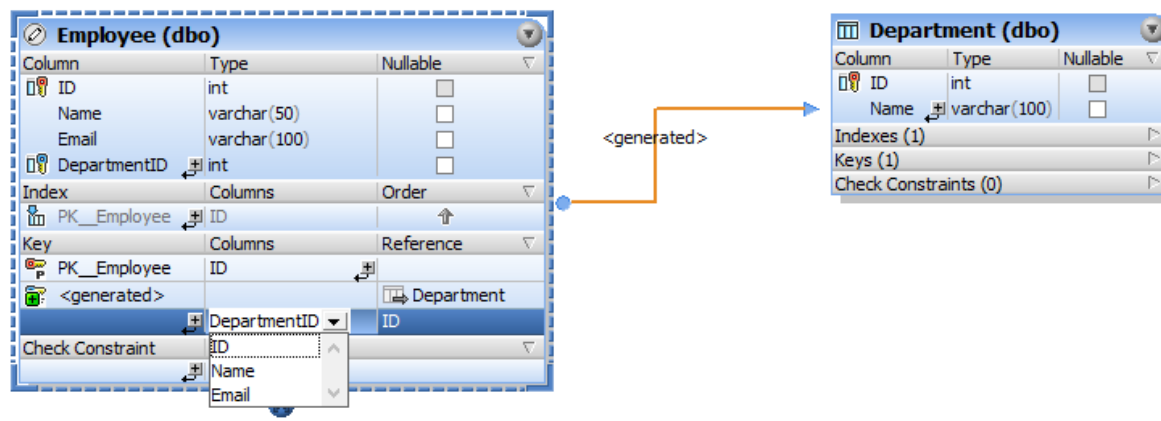 Employee (dbo)
Column Type Nullable
ID int
Name varchar(50)
Email varchar(100)
DepartmentID int
Index Columns Order
PK__Employee ID
Key Columns Reference
PK__Employee ID
<generated> Department
DepartmentID ID
Check Constraint
ID
Name
Email
<generated>
Department (dbo)
Column Type Nullable
ID int
Name varchar(100)
Indexes (1)
Keys (1)
Check Constraints (0)